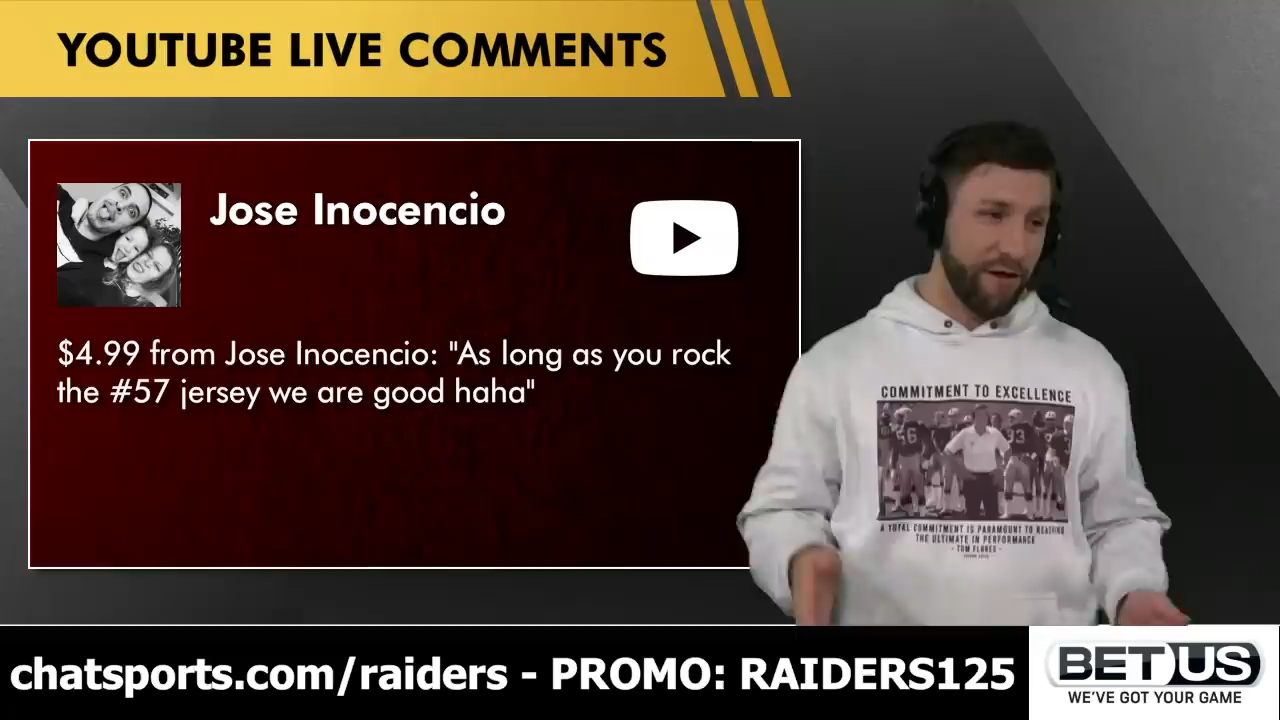 YOUTUBE LIVE COMMENTS
Jose Inocencio
$4.99 from Jose Inocencio: "As long as you rock
the #57 jersey we are good haha"
COMMITMENT TO EXCELLENCE
56
93
A TOTAL COMMITMENT IS PARAMOUNT TO REACHING
THE ULTIMATE IN PERFORMANCE
- TOM FLORES -
chatsports.com/raiders - PROMO: RAIDERS125
BETUS
WE'VE GOT YOUR GAME